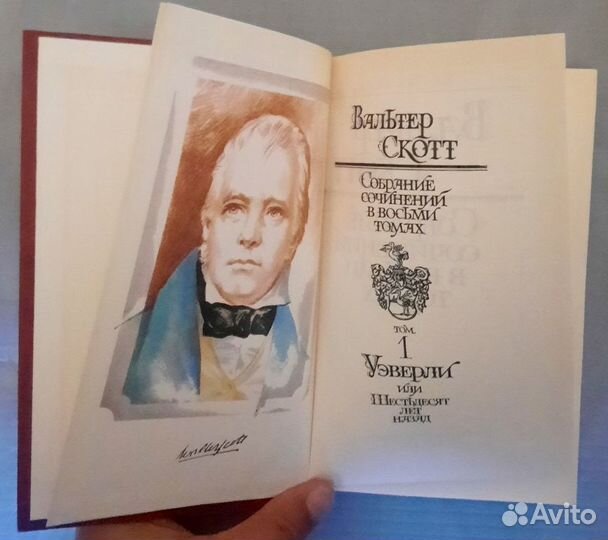 Вальтер
Скотт
Собрание
сочинений
в восьми
томах
том
1
Уэверли
или
Шестьдесят
лет
назад
Avito